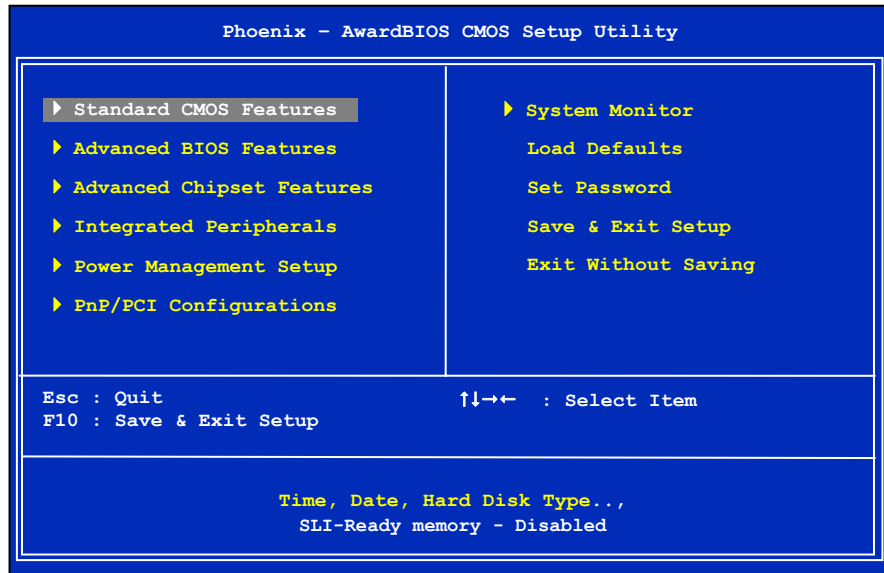 Phoenix – AwardBIOS CMOS Setup Utility
Standard CMOS Features
Advanced BIOS Features
Advanced Chipset Features
Integrated Peripherals
Power Management Setup
PnP/PCI Configurations
System Monitor
Load Defaults
Set Password
Save & Exit Setup
Exit Without Saving
Esc : Quit
F10 : Save & Exit Setup
↑↓→← : Select Item
Time, Date, Hard Disk Type..,
SLI-Ready memory - Disabled